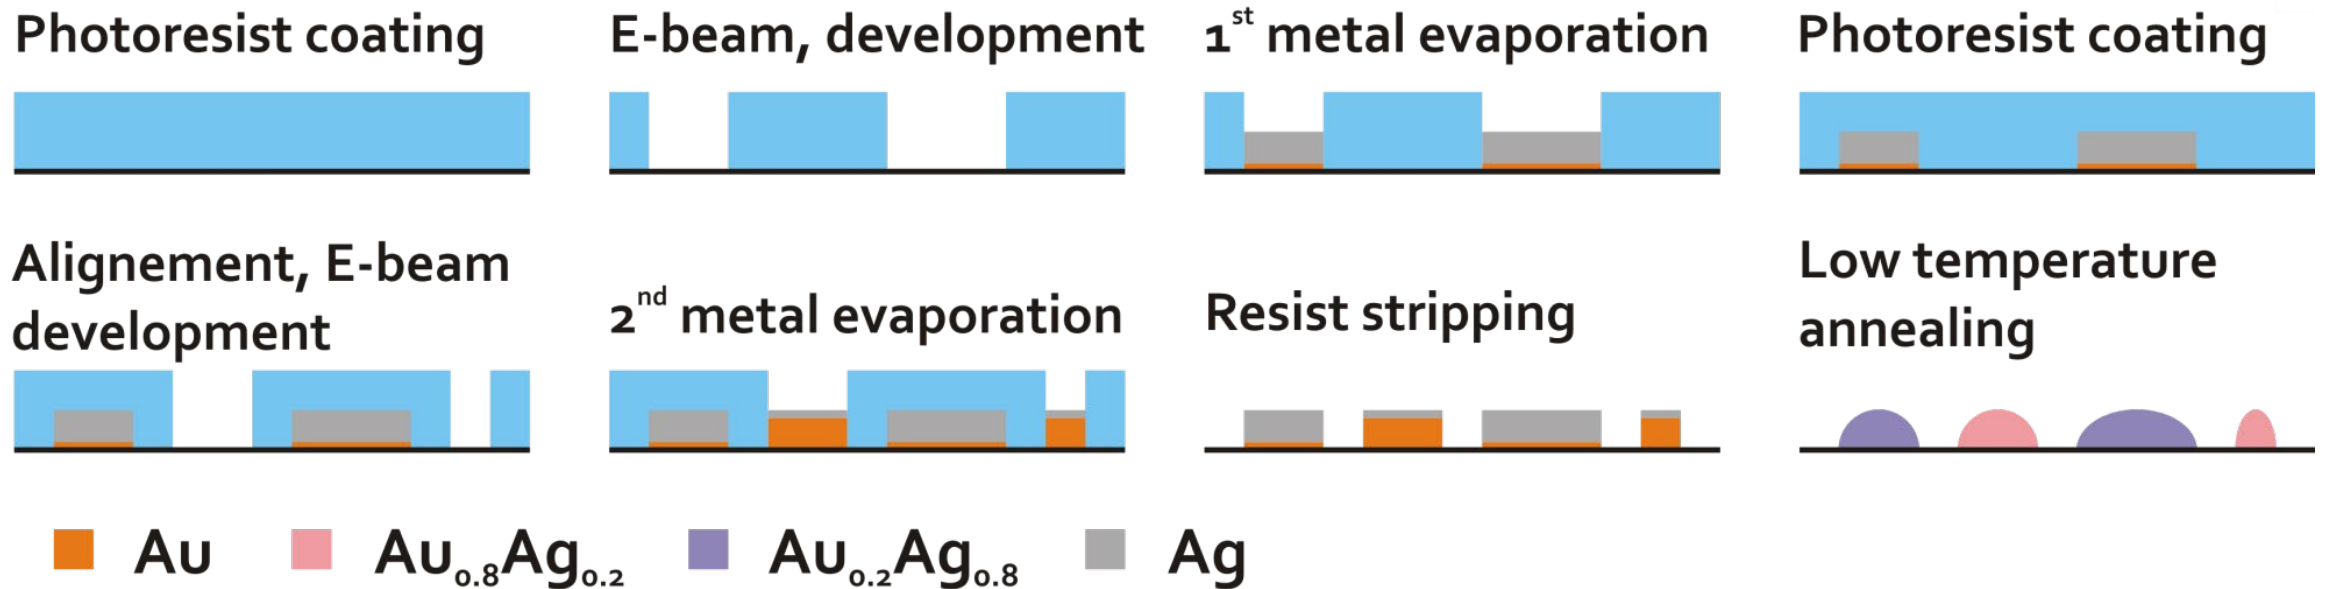 Photoresist coating
E-beam, development
1st metal evaporation
Photoresist coating
Alignement, E-beam
development
2nd metal evaporation
Resist stripping
Low temperature
annealing
Au
Au0.8Ag0.2
Au0.2Ag0.8
Ag